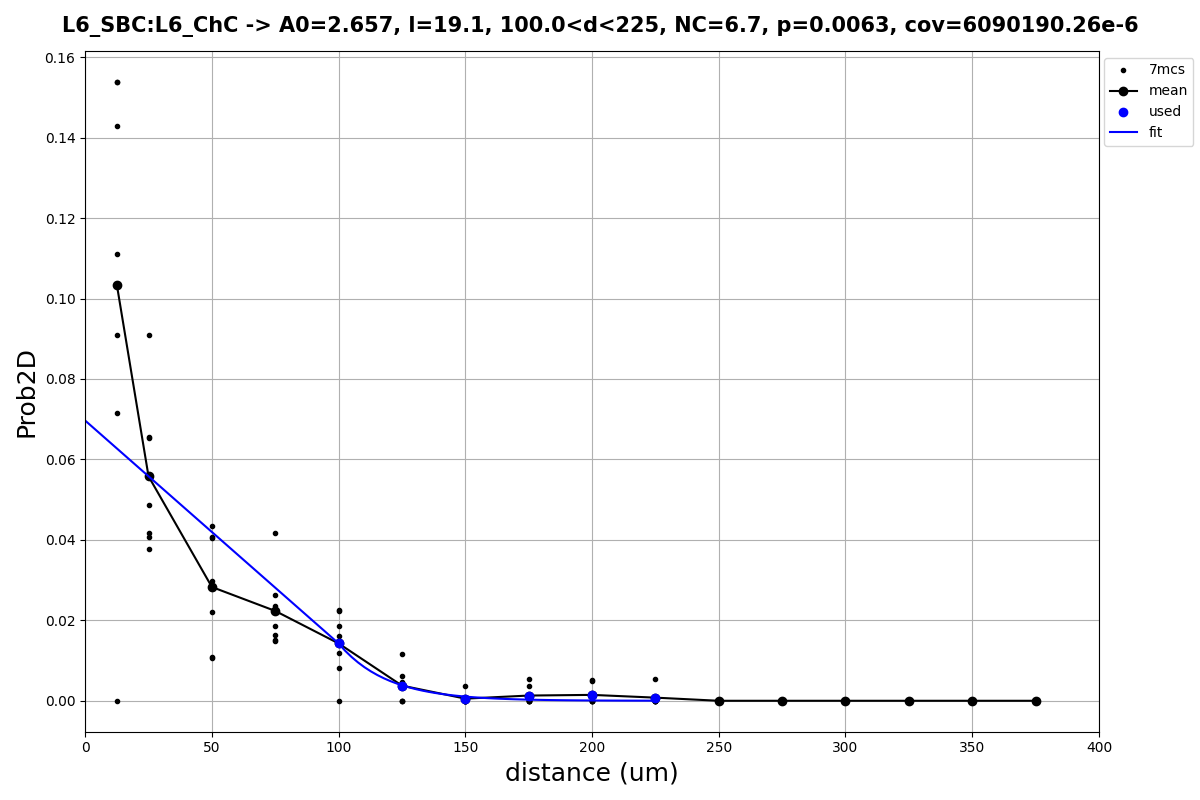 L6_SBC:L6_ChC -> A0=2.657, l=19.1, 100.0<d<225, NC=6.7, p=0.0063, cov=6090190.26e-6
7mcs
mean
used
fit
Prob2D
0.16
0.14
0.12
0.10
0.08
0.06
0.04
0.02
0.00
0 50 100 150 200 250 300 350 400
distance (um)